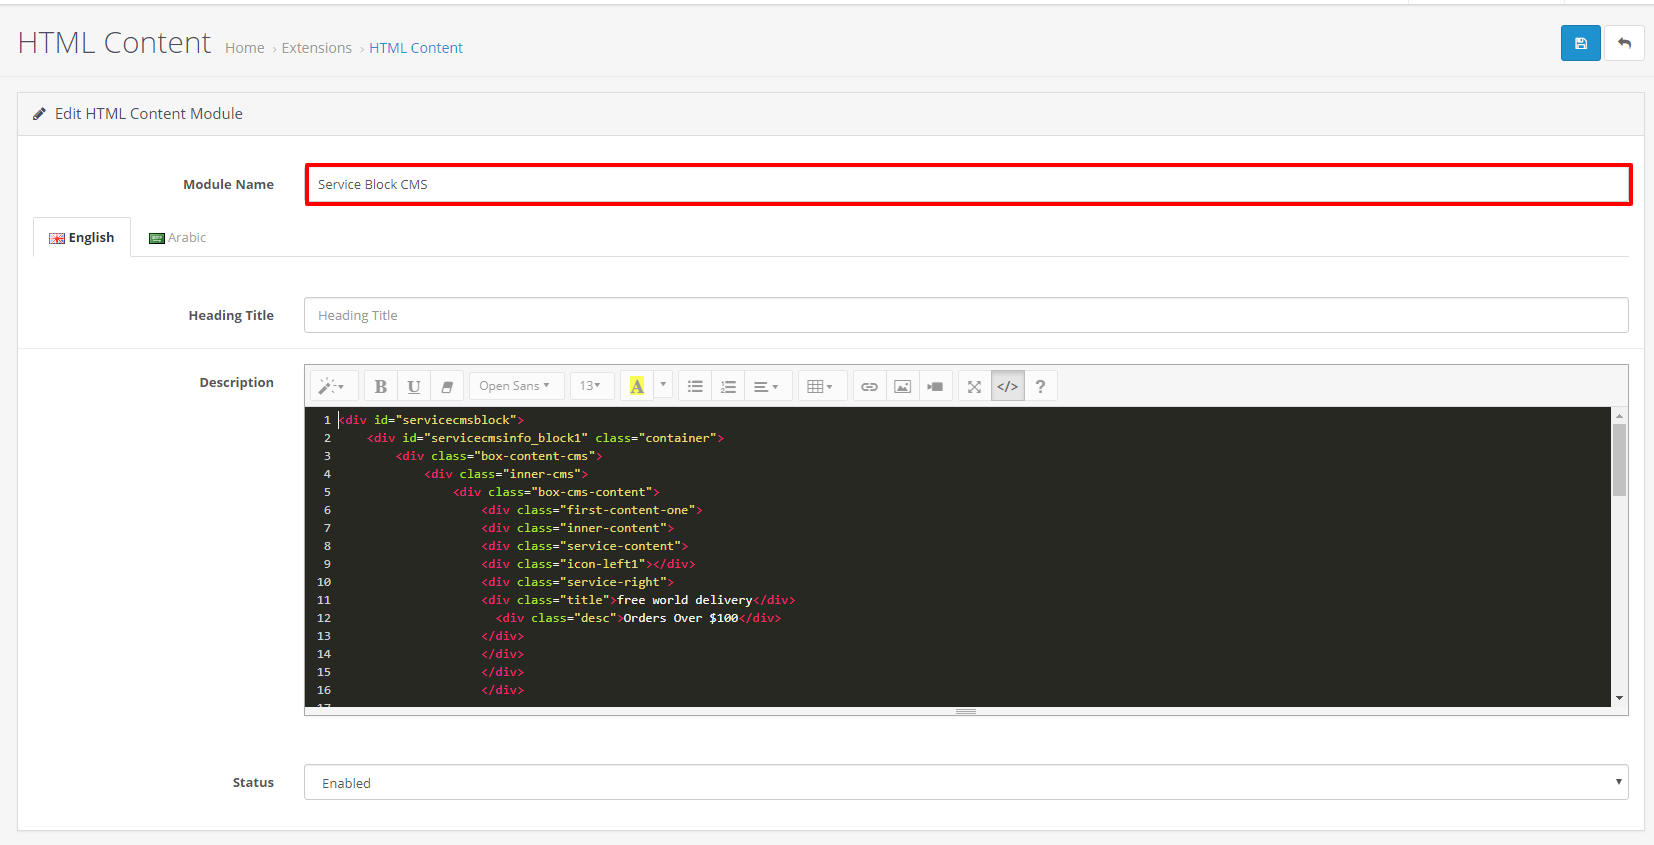 HTML Content Home › Extensions › HTML Content
Edit HTML Content Module
Module Name Service Block CMS
English Arabic
Heading Title Heading Title
Description B U Open Sans 13 A </> ?
1 <div id="servicecmsblock">
2 <div id="servicecmsinfo_block1" class="container">
3 <div class="box-content-cms">
4 <div class="inner-cms">
5 <div class="box-cms-content">
6 <div class="first-content-one">
7 <div class="inner-content">
8 <div class="service-content">
9 <div class="icon-left1"></div>
10 <div class="service-right">
11 <div class="title">free world delivery</div>
12 <div class="desc">Orders Over $100</div>
13 </div>
14 </div>
15 </div>
16 </div>
17
Status Enabled